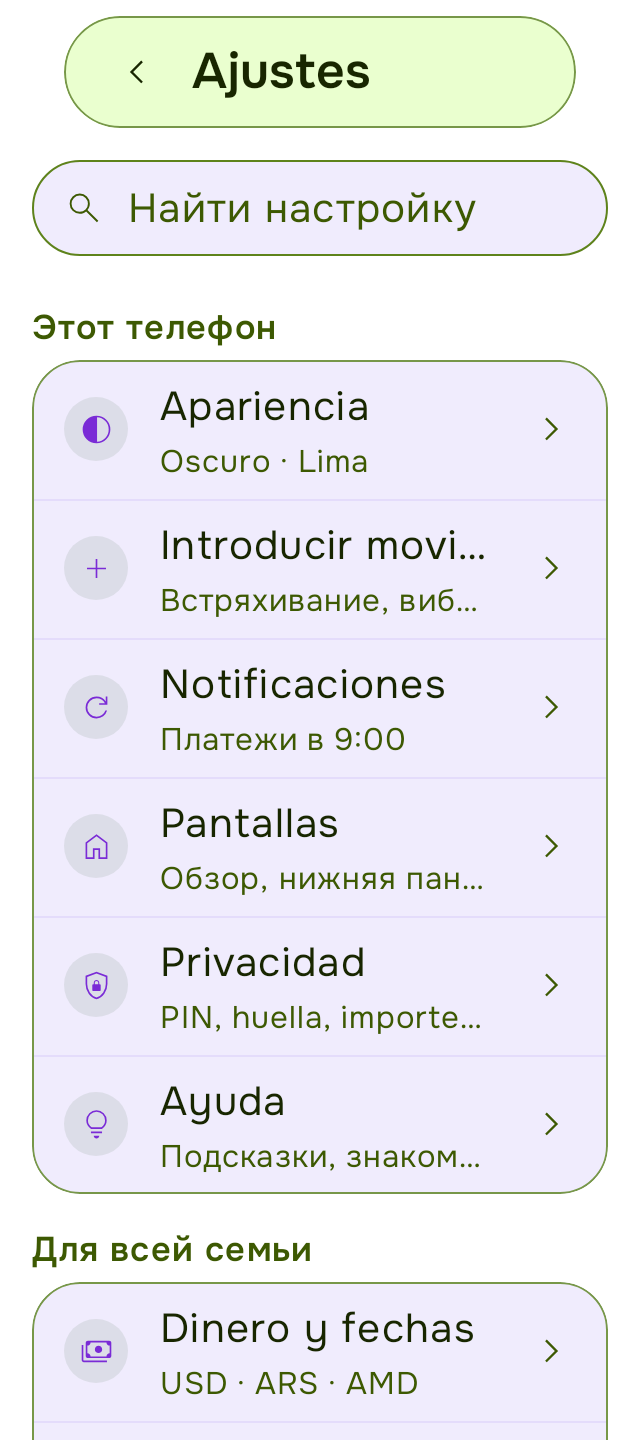 Ajustes
Найти настройку
Этот телефон
Apariencia
Oscuro · Lima
Introducir movi...
Встряхивание, виб...
Notificaciones
Платежи в 9:00
Pantallas
Обзор, нижняя пан...
Privacidad
PIN, huella, importe...
Ayuda
Подсказки, знаком...
Для всей семьи
Dinero y fechas
USD · ARS · AMD